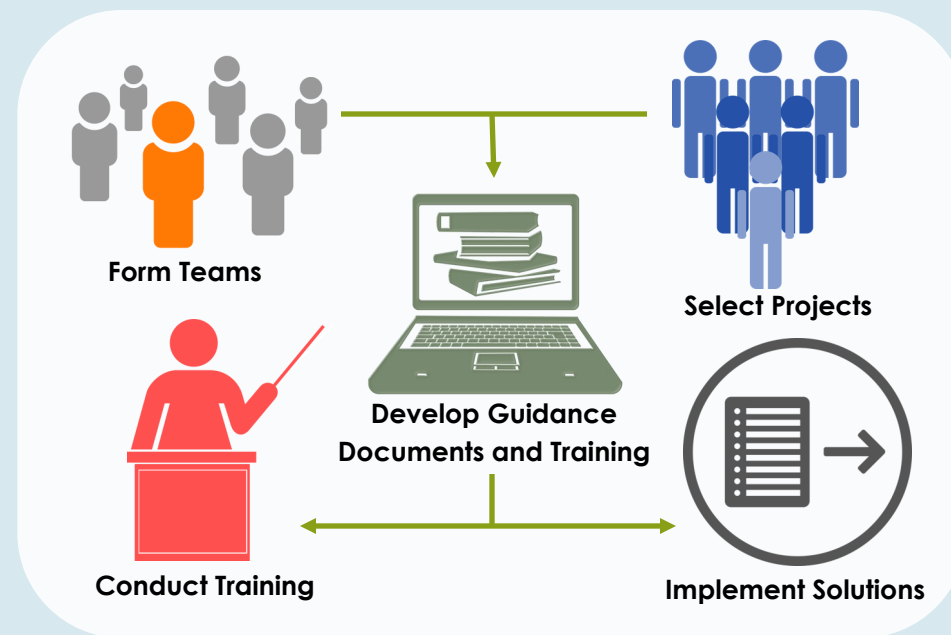 Form Teams
Select Projects
Develop Guidance
Documents and Training
Conduct Training
Implement Solutions